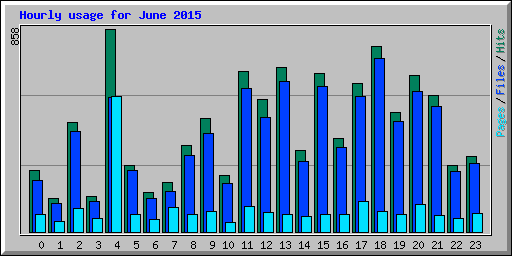 Hourly usage for June 2015
858
Pages/Files/Hits
0 1 2 3 4 5 6 7 8 9 10 11 12 13 14 15 16 17 18 19 20 21 22 23